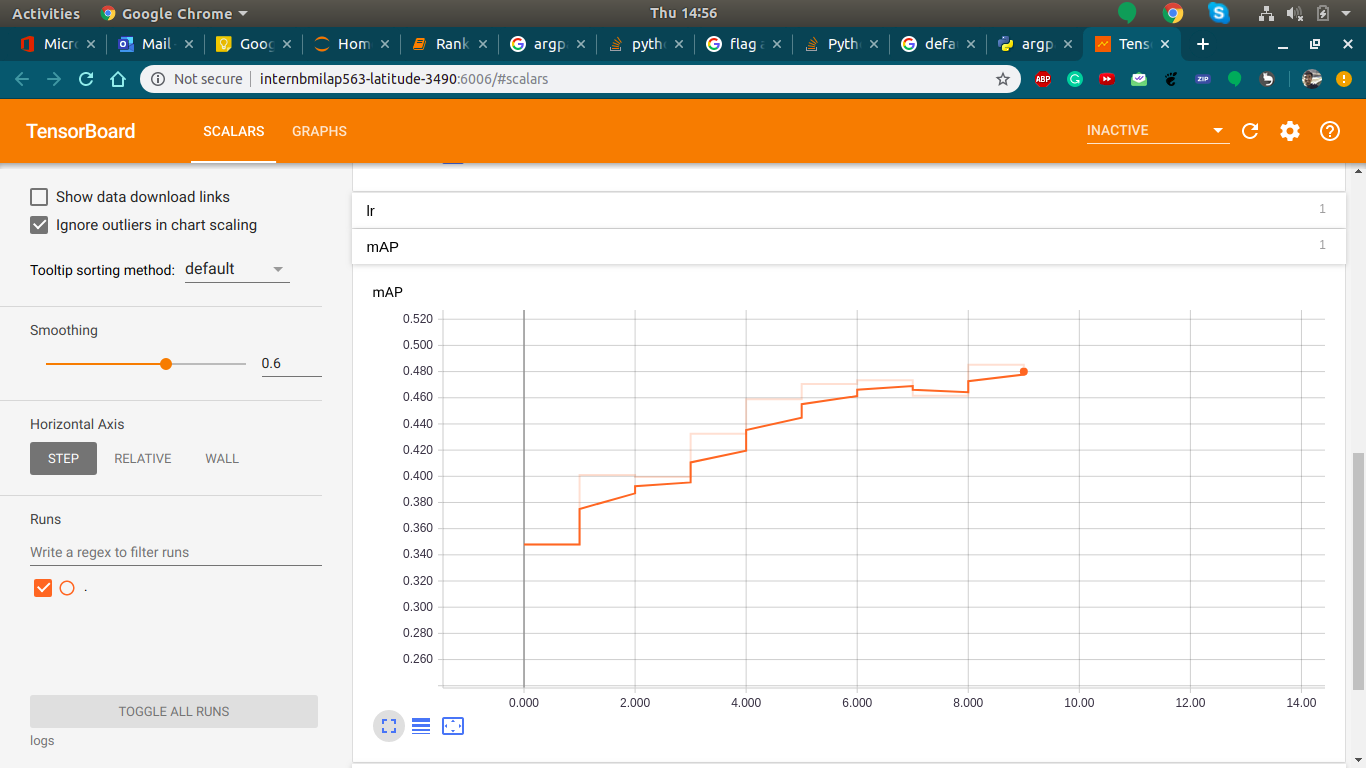 Activities Google Chrome Thu 14:56
Micr Mail - Goog Hom Rank argp pyth flag a Pyth defa argp Tens
Not secure internbmilap563-latitude-3490:6006/#scalars ABP ZIP
TensorBoard SCALARS GRAPHS INACTIVE
Show data download links
Ignore outliers in chart scaling
Tooltip sorting method: default
Smoothing
0.6
Horizontal Axis
STEP RELATIVE WALL
Runs
Write a regex to filter runs
.
TOGGLE ALL RUNS
logs
lr 1
mAP 1
mAP
0.520
0.500
0.480
0.460
0.440
0.420
0.400
0.380
0.360
0.340
0.320
0.300
0.280
0.260
0.000 2.000 4.000 6.000 8.000 10.00 12.00 14.00